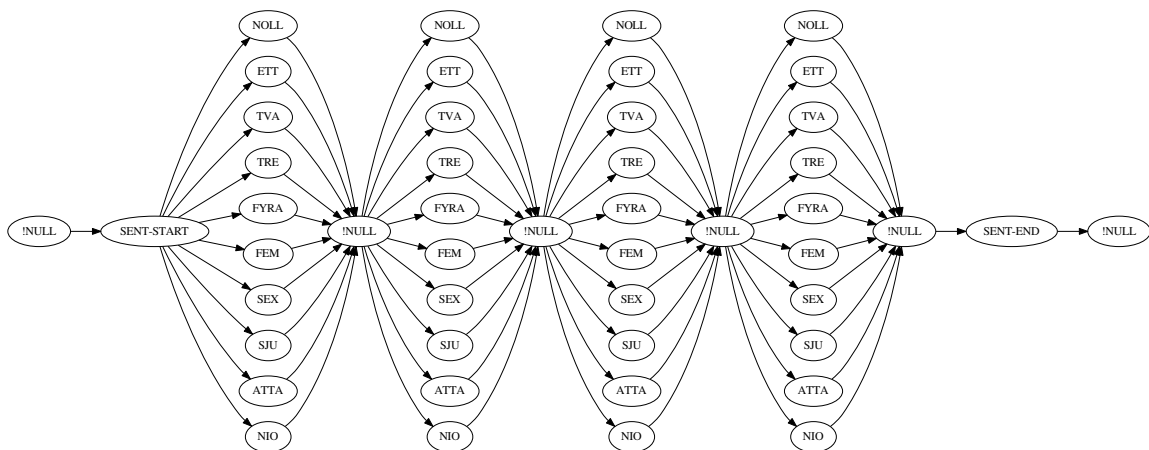 NOLL NOLL NOLL NOLL
ETT ETT ETT ETT
TVA TVA TVA TVA
TRE TRE TRE TRE
FYRA FYRA FYRA FYRA
!NULL SENT-START !NULL !NULL !NULL !NULL SENT-END !NULL
FEM FEM FEM FEM
SEX SEX SEX SEX
SJU SJU SJU SJU
ATTA ATTA ATTA ATTA
NIO NIO NIO NIO